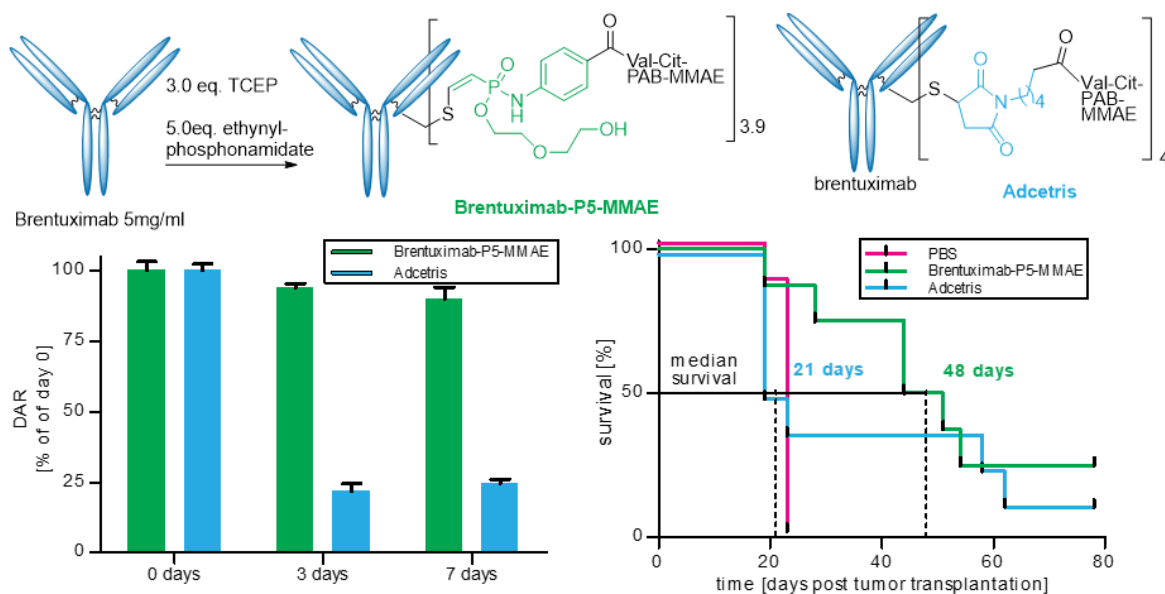 3.0 eq. TCEP
5.0eq. ethynyl-
phosphonamidate
Brentuximab 5mg/ml
S
O
P
O
N
H
O
OH
O
Val-Cit-
PAB-MMAE
3.9
Brentuximab-P5-MMAE
brentuximab
S
O
N
O
4
O
Val-Cit-
PAB-
MMAE
4
Adcetris
DAR
[% of of day 0]
100
75
50
25
0
Brentuximab-P5-MMAE
Adcetris
0 days
3 days
7 days
survival [%]
100
50
0
PBS
Brentuximab-P5-MMAE
Adcetris
median
survival
21 days
48 days
0
20
40
60
80
time [days post tumor transplantation]